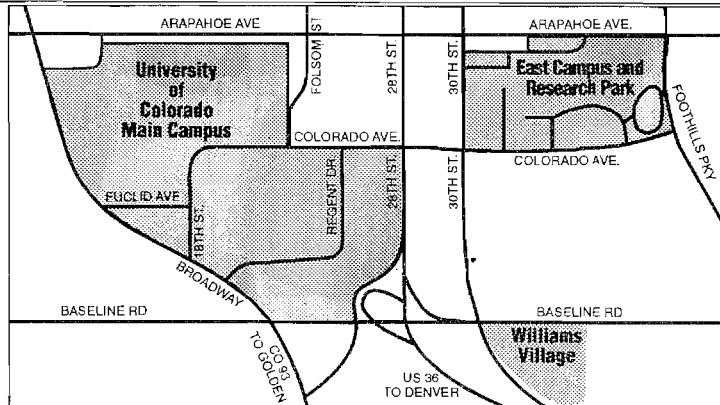 ARAPAHOE AVE
ARAPAHOE AVE.
FOLSOM ST.
28TH ST.
30TH ST.
University
of
Colorado
Main Campus
East Campus and
Research Park
FOOTHILLS PKY
COLORADO AVE.
COLORADO AVE.
EUCLID AVE
18TH ST.
REGENT DR.
28TH ST.
30TH ST.
BROADWAY
BASELINE RD
BASELINE RD
Williams
Village
CO 93
TO GOLDEN
US 36
TO DENVER